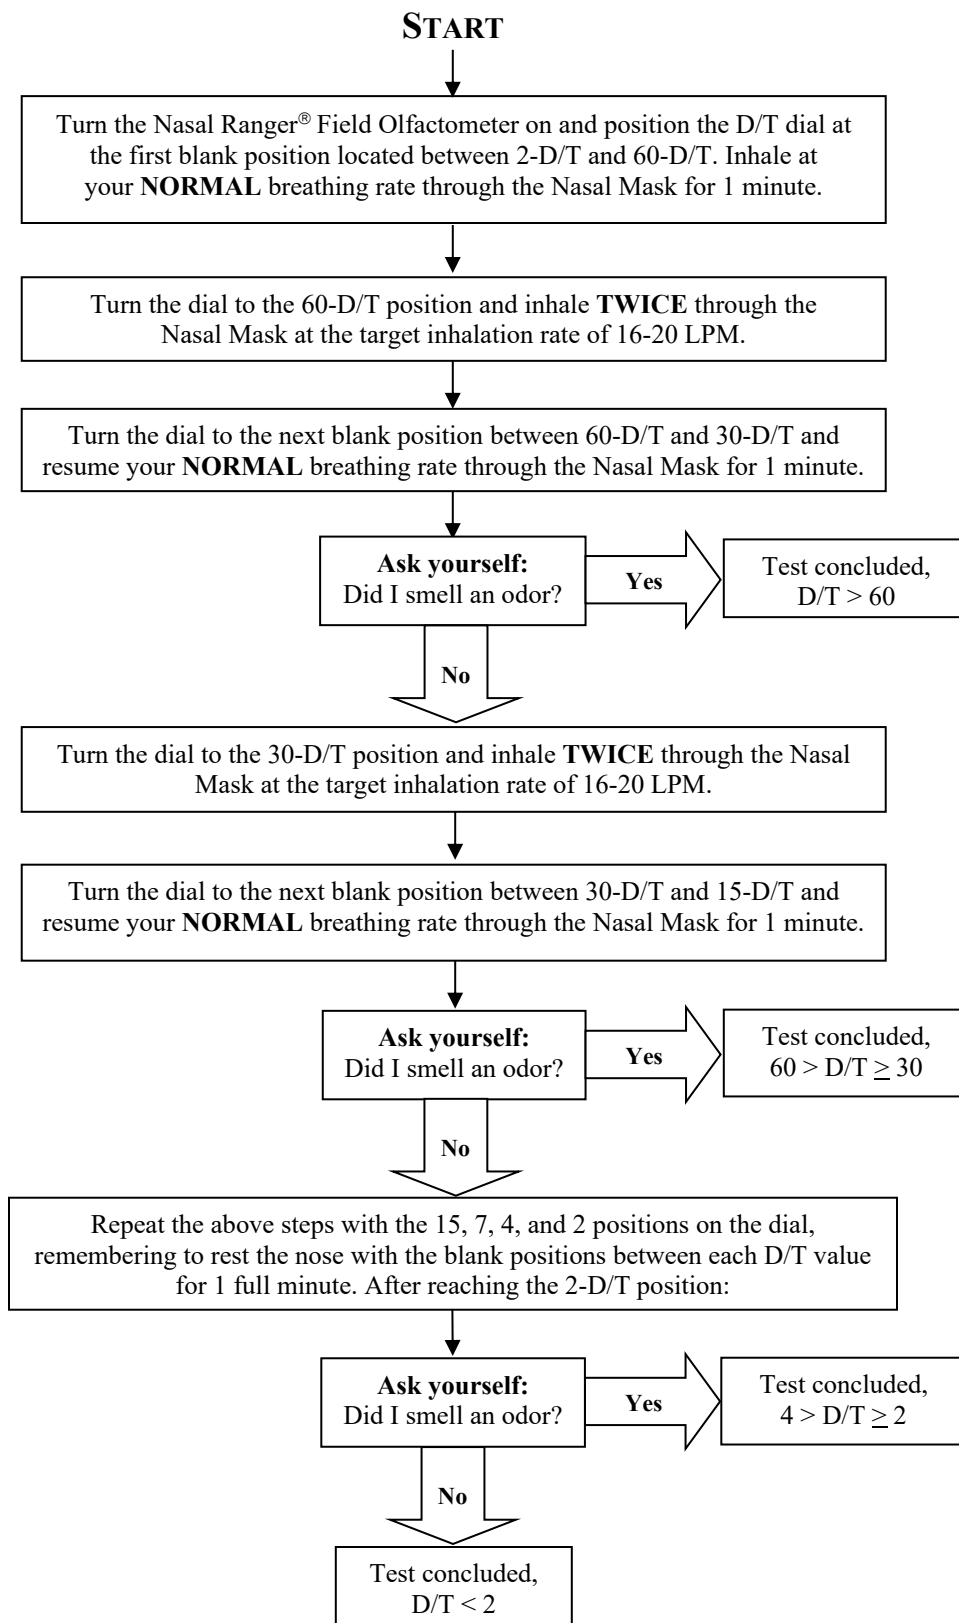 START
Turn the Nasal Ranger® Field Olfactometer on and position the D/T dial at
the first blank position located between 2-D/T and 60-D/T. Inhale at
your NORMAL breathing rate through the Nasal Mask for 1 minute.
Turn the dial to the 60-D/T position and inhale TWICE through the
Nasal Mask at the target inhalation rate of 16-20 LPM.
Turn the dial to the next blank position between 60-D/T and 30-D/T and
resume your NORMAL breathing rate through the Nasal Mask for 1 minute.
Ask yourself:
Did I smell an odor?
Yes
Test concluded,
D/T > 60
No
Turn the dial to the 30-D/T position and inhale TWICE through the Nasal
Mask at the target inhalation rate of 16-20 LPM.
Turn the dial to the next blank position between 30-D/T and 15-D/T and
resume your NORMAL breathing rate through the Nasal Mask for 1 minute.
Ask yourself:
Did I smell an odor?
Yes
Test concluded,
60 > D/T ≥ 30
No
Repeat the above steps with the 15, 7, 4, and 2 positions on the dial,
remembering to rest the nose with the blank positions between each D/T value
for 1 full minute. After reaching the 2-D/T position:
Ask yourself:
Did I smell an odor?
Yes
Test concluded,
4 > D/T ≥ 2
No
Test concluded,
D/T < 2